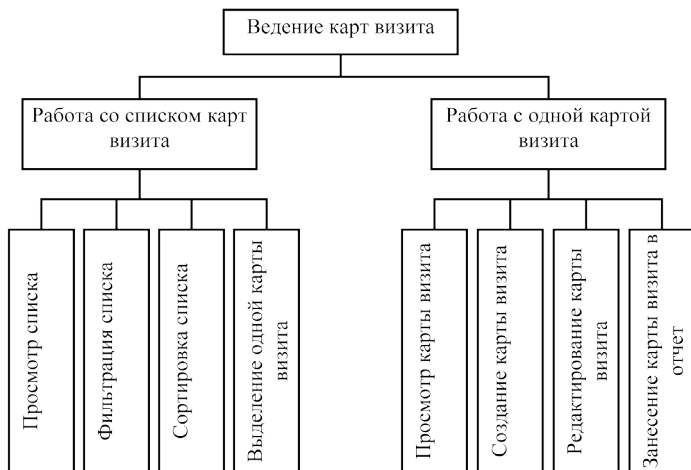 Ведение карт визита
Работа со списком карт
визита
Работа с одной картой
визита
Просмотр списка
Фильтрация списка
Сортировка списка
Выделение одной карты
визита
Просмотр карты визита
Создание карты визита
Редактирование карты
визита
Занесение карты визита в
отчет